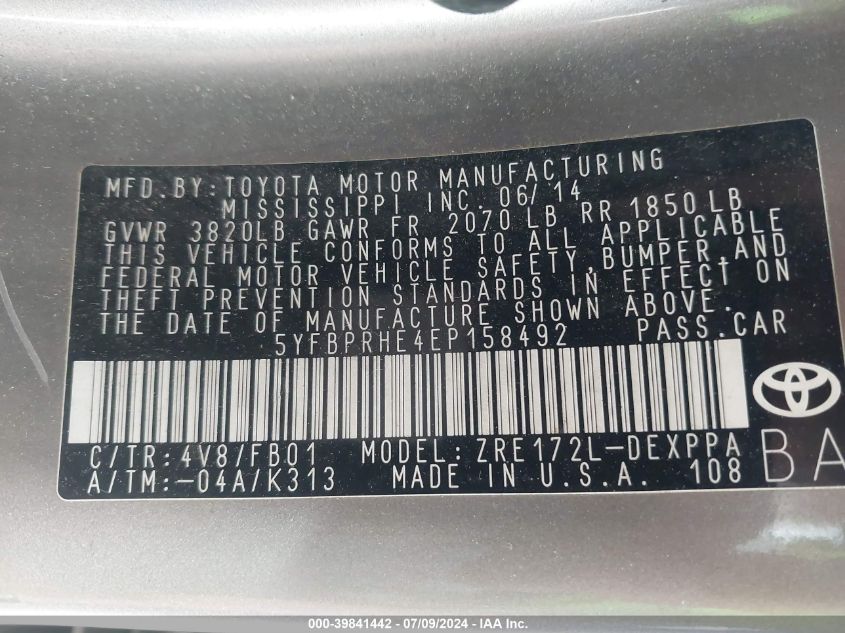 MFD.BY:TOYOTA MOTOR MANUFACTURING
MISSISSIPPI INC. 06/14
GVWR 3820LB GAWR FR 2070 LB RR 1850 LB
THIS VEHICLE CONFORMS TO ALL APPLICABLE
FEDERAL MOTOR VEHICLE SAFETY,BUMPER,AND
THEFT PREVENTION STANDARDS IN EFFECT ON
THE DATE OF MANUFACTURE SHOWN ABOVE.
5YFBPRHE4EP158492 PASS.CAR
C/TR:4V8/FB01 MODEL:ZRE172L-DEXPPA
A/TM:-04A/K313 MADE IN U.S.A. 108
BA
000-39841442 - 07/09/2024 - IAA Inc.